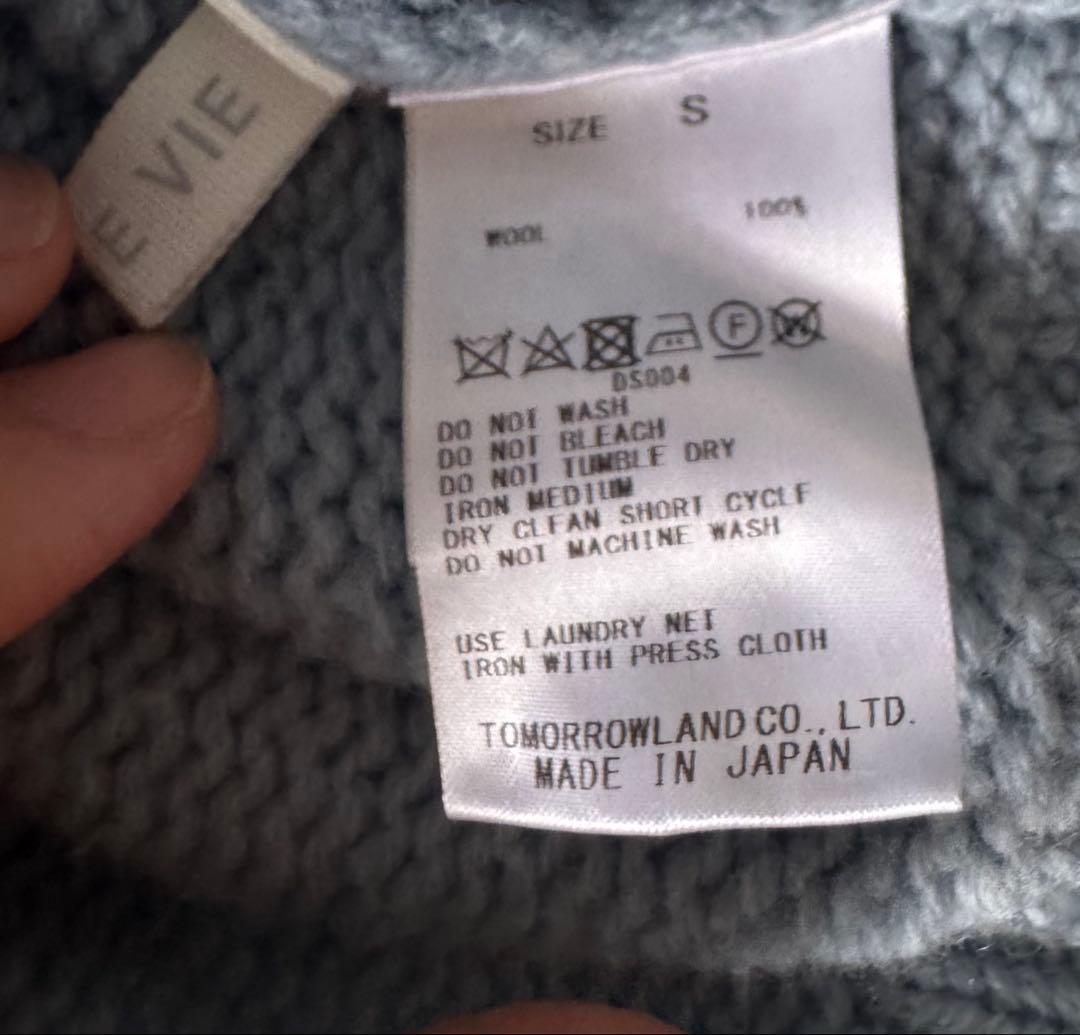 E VIE
SIZE S
WOOL 100%
F W
DS004
DO NOT WASH
DO NOT BLEACH
DO NOT TUMBLE DRY
IRON MEDIUM
DRY CLEAN SHORT CYCLE
DO NOT MACHINE WASH
USE LAUNDRY NET
IRON WITH PRESS CLOTH
TOMORROWLAND CO., LTD.
MADE IN JAPAN